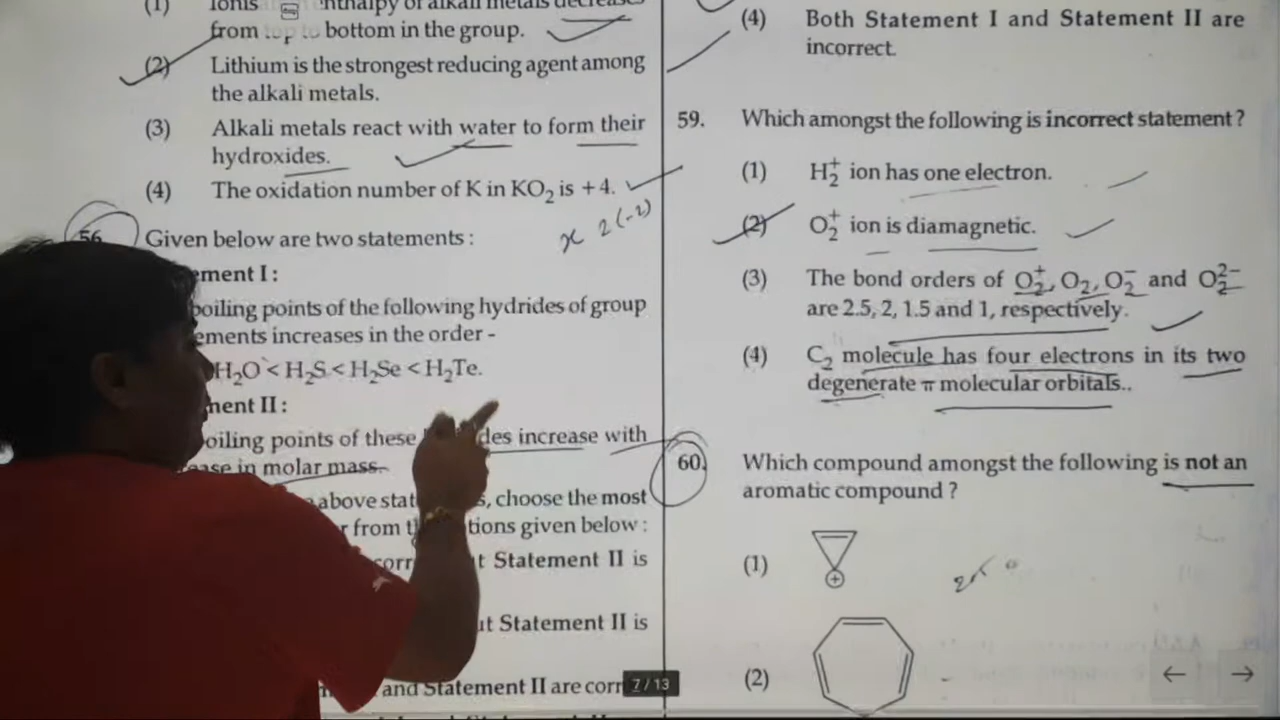 (1) Ionis nthalpy of alkali metals decreases
from top to bottom in the group.
(2) Lithium is the strongest reducing agent among
the alkali metals.
(3) Alkali metals react with water to form their
hydroxides.
(4) The oxidation number of K in KO₂ is +4.
x 2(-2)
56. Given below are two statements :
ement I :
boiling points of the following hydrides of group
ements increases in the order -
H₂O < H₂S < H₂Se < H₂Te.
ment II :
oiling points of these des increase with
ease in molar mass.
above stat s, choose the most
r from t tions given below :
corr t Statement II is
ut Statement II is
and Statement II are corr
7 / 13
(4) Both Statement I and Statement II are
incorrect.
59. Which amongst the following is incorrect statement ?
(1) H₂⁺ ion has one electron.
(2) O₂⁺ ion is diamagnetic.
(3) The bond orders of O₂⁺, O₂, O₂⁻ and O₂²⁻
are 2.5, 2, 1.5 and 1, respectively.
(4) C₂ molecule has four electrons in its two
degenerate π molecular orbitals..
60. Which compound amongst the following is not an
aromatic compound ?
(1)
⊕
(2)